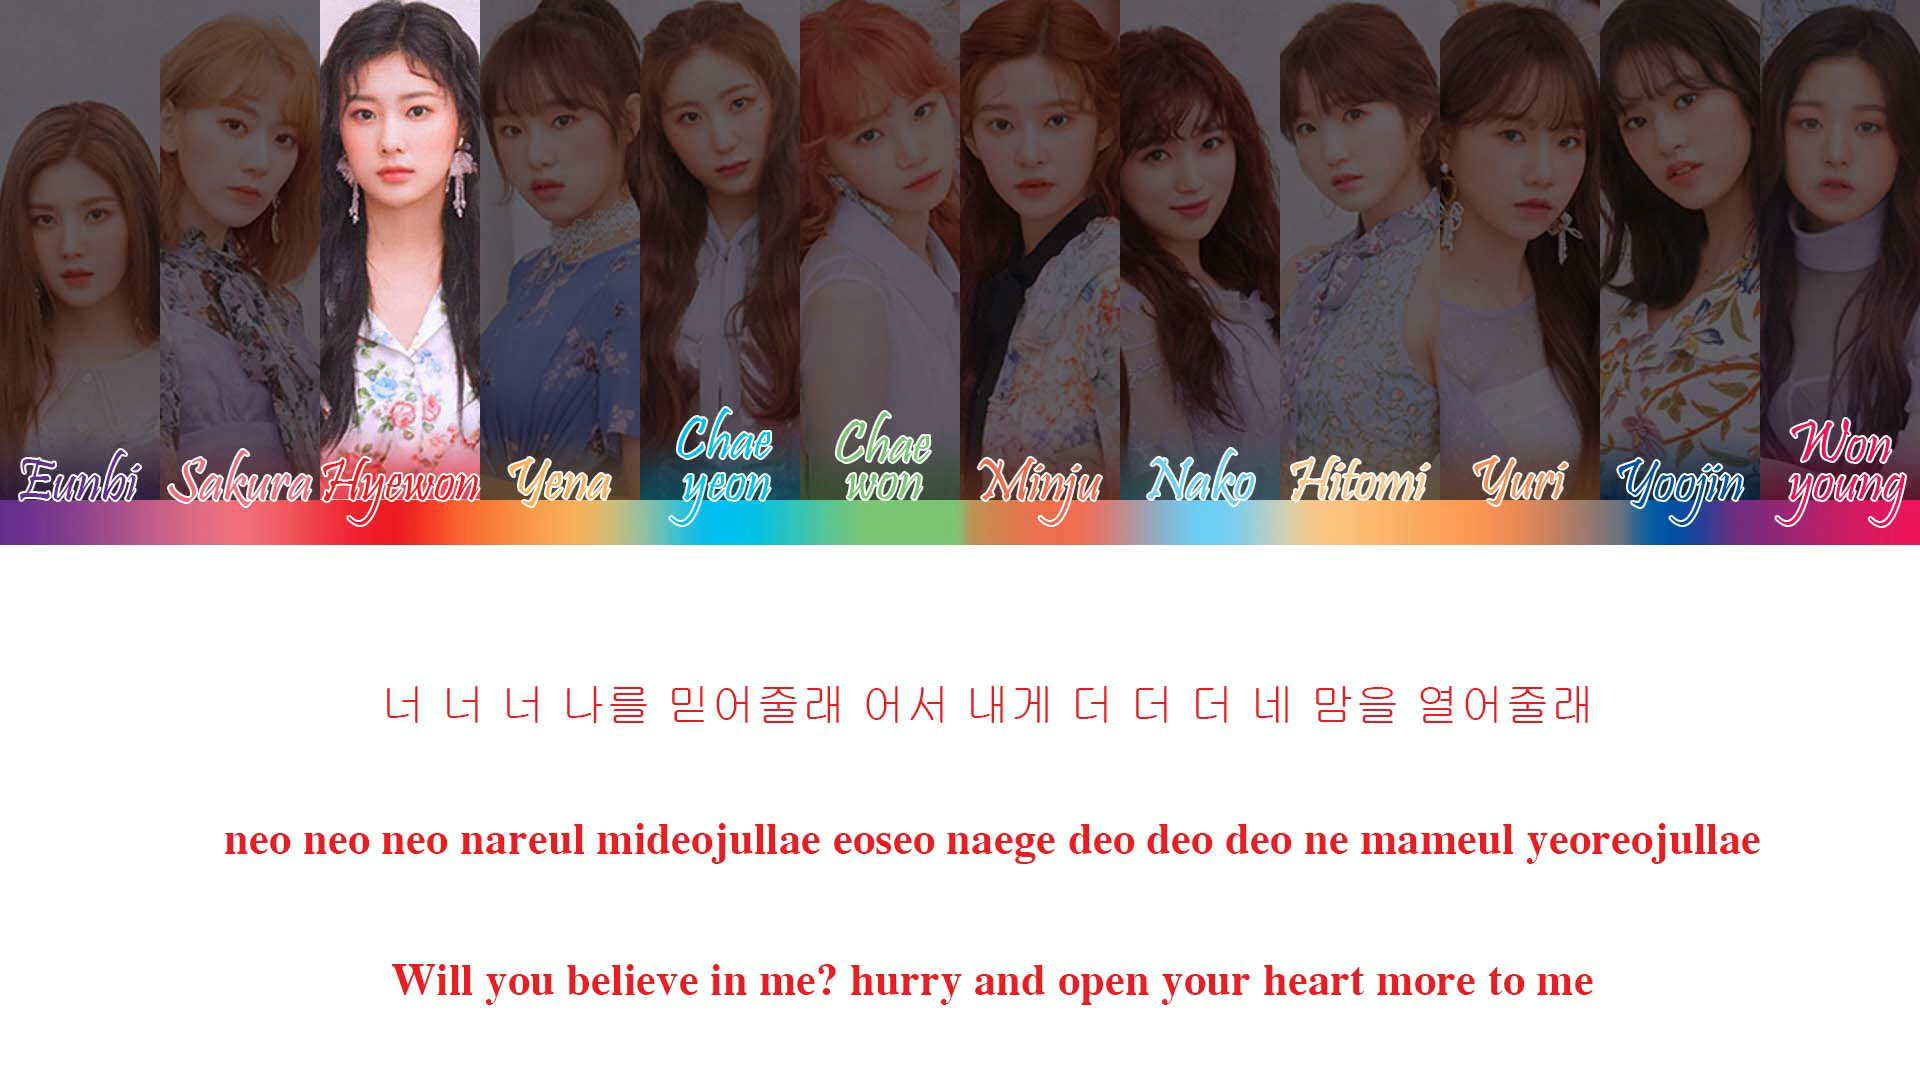 Eunbi Sakura Hyewon Yena Chae yeon Chae won Minju Nako Hitomi Yuri Yoojin Won young
너 너 너 나를 믿어줄래 어서 내게 더 더 더 네 맘을 열어줄래
neo neo neo nareul mideojullae eoseo naege deo deo deo ne mameul yeoreojullae
Will you believe in me? hurry and open your heart more to me